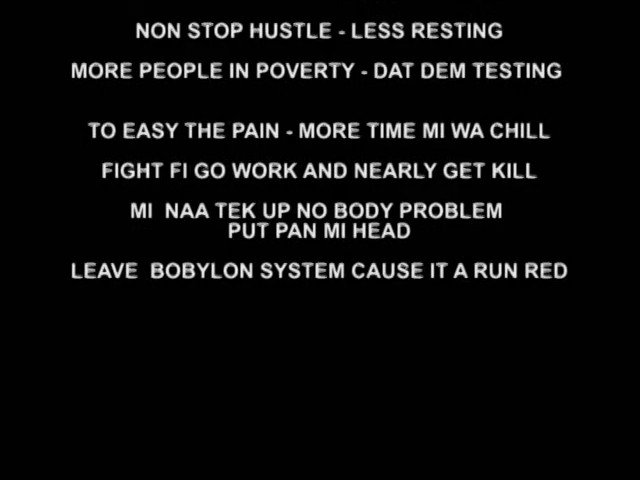 NON STOP HUSTLE - LESS RESTING
MORE PEOPLE IN POVERTY - DAT DEM TESTING
TO EASY THE PAIN - MORE TIME MI WA CHILL
FIGHT FI GO WORK AND NEARLY GET KILL
MI NAA TEK UP NO BODY PROBLEM
PUT PAN MI HEAD
LEAVE BOBYLON SYSTEM CAUSE IT A RUN RED